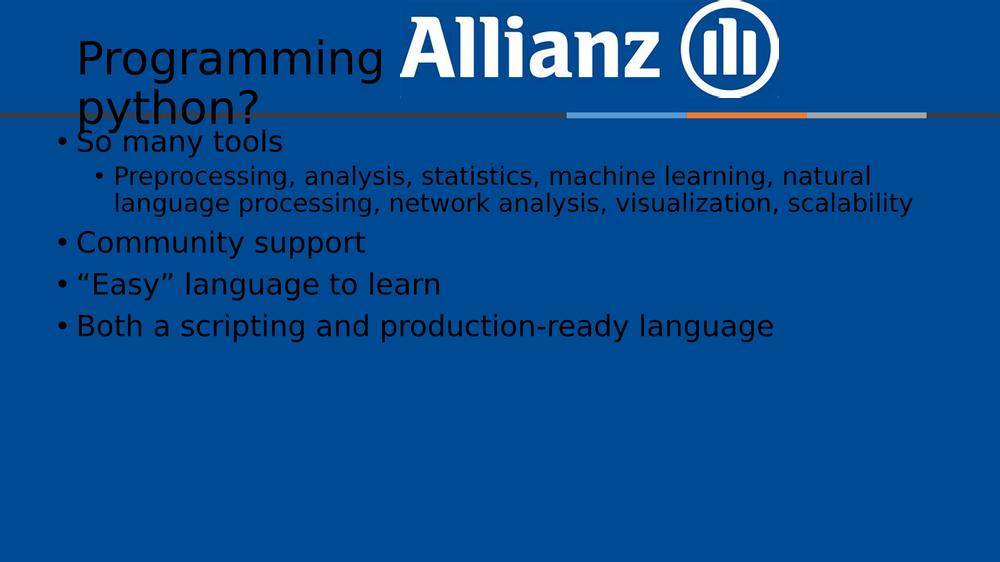 Programming
python?
Allianz
• So many tools
• Preprocessing, analysis, statistics, machine learning, natural
language processing, network analysis, visualization, scalability
• Community support
• “Easy” language to learn
• Both a scripting and production-ready language